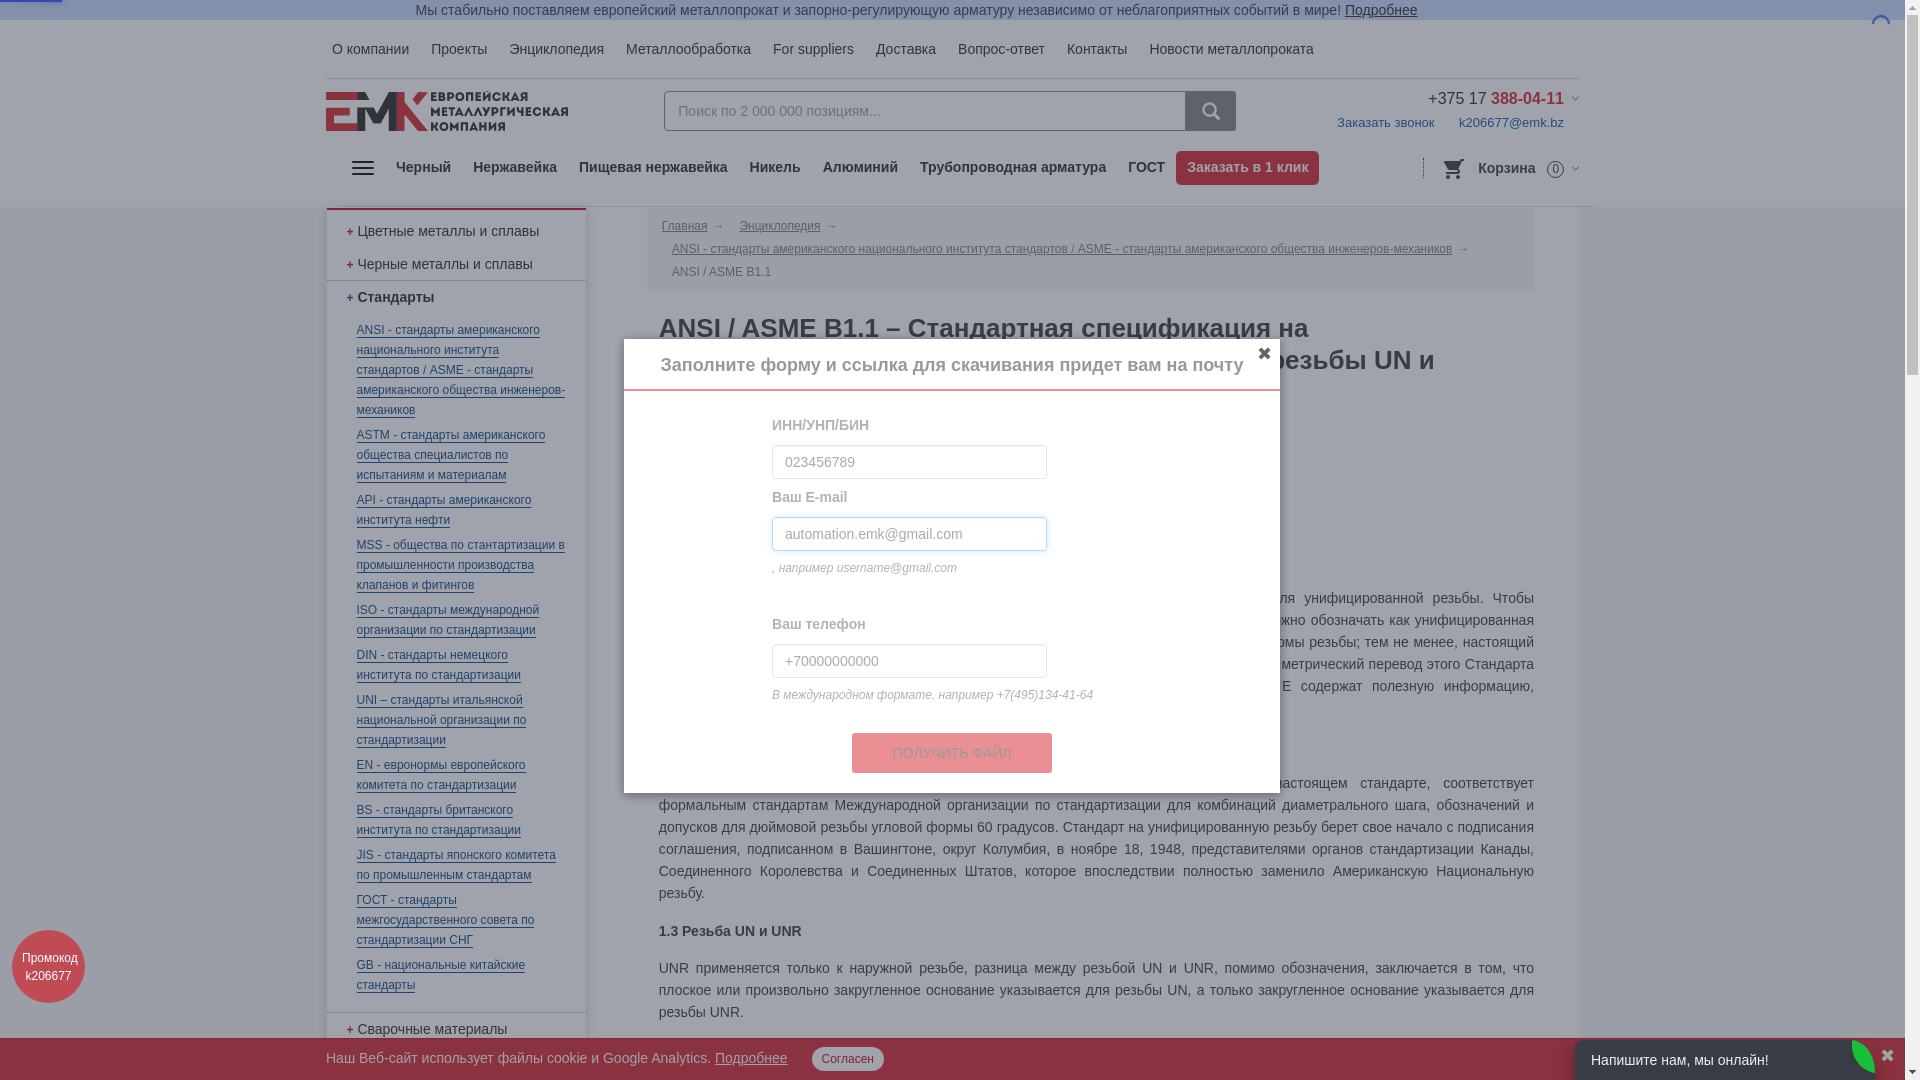 Мы стабильно поставляем европейский металлопрокат и запорно-регулирующую арматуру независимо от неблагоприятных событий в мире! Подробнее
О компании Проекты Энциклопедия Металлообработка For suppliers Доставка Вопрос-ответ Контакты Новости металлопроката
ЕМК ЕВРОПЕЙСКАЯ
МЕТАЛЛУРГИЧЕСКАЯ
КОМПАНИЯ
Поиск по 2 000 000 позициям...
+375 17 388-04-11
Заказать звонок k206677@emk.bz
Черный Нержавейка Пищевая нержавейка Никель Алюминий Трубопроводная арматура ГОСТ Заказать в 1 клик
Корзина 0
+ Цветные металлы и сплавы
+ Черные металлы и сплавы
+ Стандарты
ANSI - стандарты американского
национального института
стандартов / ASME - стандарты
американского общества инженеров-
механиков
ASTM - стандарты американского
общества специалистов по
испытаниям и материалам
API - стандарты американского
института нефти
MSS - общества по стантартизации в
промышленности производства
клапанов и фитингов
ISO - стандарты международной
организации по стандартизации
DIN - стандарты немецкого
института по стандартизации
UNI – стандарты итальянской
национальной организации по
стандартизации
EN - евронормы европейского
комитета по стандартизации
BS - стандарты британского
института по стандартизации
JIS - стандарты японского комитета
по промышленным стандартам
ГОСТ - стандарты
межгосударственного совета по
стандартизации СНГ
GB - национальные китайские
стандарты
+ Сварочные материалы
Главная →
Энциклопедия →
ANSI - стандарты американского национального института стандартов / ASME - стандарты американского общества инженеров-механиков →
ANSI / ASME B1.1
ANSI / ASME B1.1 – Стандартная спецификация на
резьбы UN и
Заполните форму и ссылка для скачивания придет вам на почту
✖
ИНН/УНП/БИН
023456789
Ваш E-mail
automation.emk@gmail.com
, например username@gmail.com
Ваш телефон
+70000000000
В международном формате, например +7(495)134-41-64
ПОЛУЧИТЬ ФАЙЛ
ля унифицированной резьбы. Чтобы
жно обозначать как унифицированная
рмы резьбы; тем не менее, настоящий
метрический перевод этого Стандарта
E содержат полезную информацию,
настоящем стандарте, соответствует
формальным стандартам Международной организации по стандартизации для комбинаций диаметрального шага, обозначений и
допусков для дюймовой резьбы угловой формы 60 градусов. Стандарт на унифицированную резьбу берет свое начало с подписания
соглашения, подписанном в Вашингтоне, округ Колумбия, в ноябре 18, 1948, представителями органов стандартизации Канады,
Соединенного Королевства и Соединенных Штатов, которое впоследствии полностью заменило Американскую Национальную
резьбу.
1.3 Резьба UN и UNR
UNR применяется только к наружной резьбе, разница между резьбой UN и UNR, помимо обозначения, заключается в том, что
плоское или произвольно закругленное основание указывается для резьбы UN, а только закругленное основание указывается для
резьбы UNR.
Промокод
k206677
Наш Веб-сайт использует файлы cookie и Google Analytics. Подробнее Согласен
Напишите нам, мы онлайн!
✖